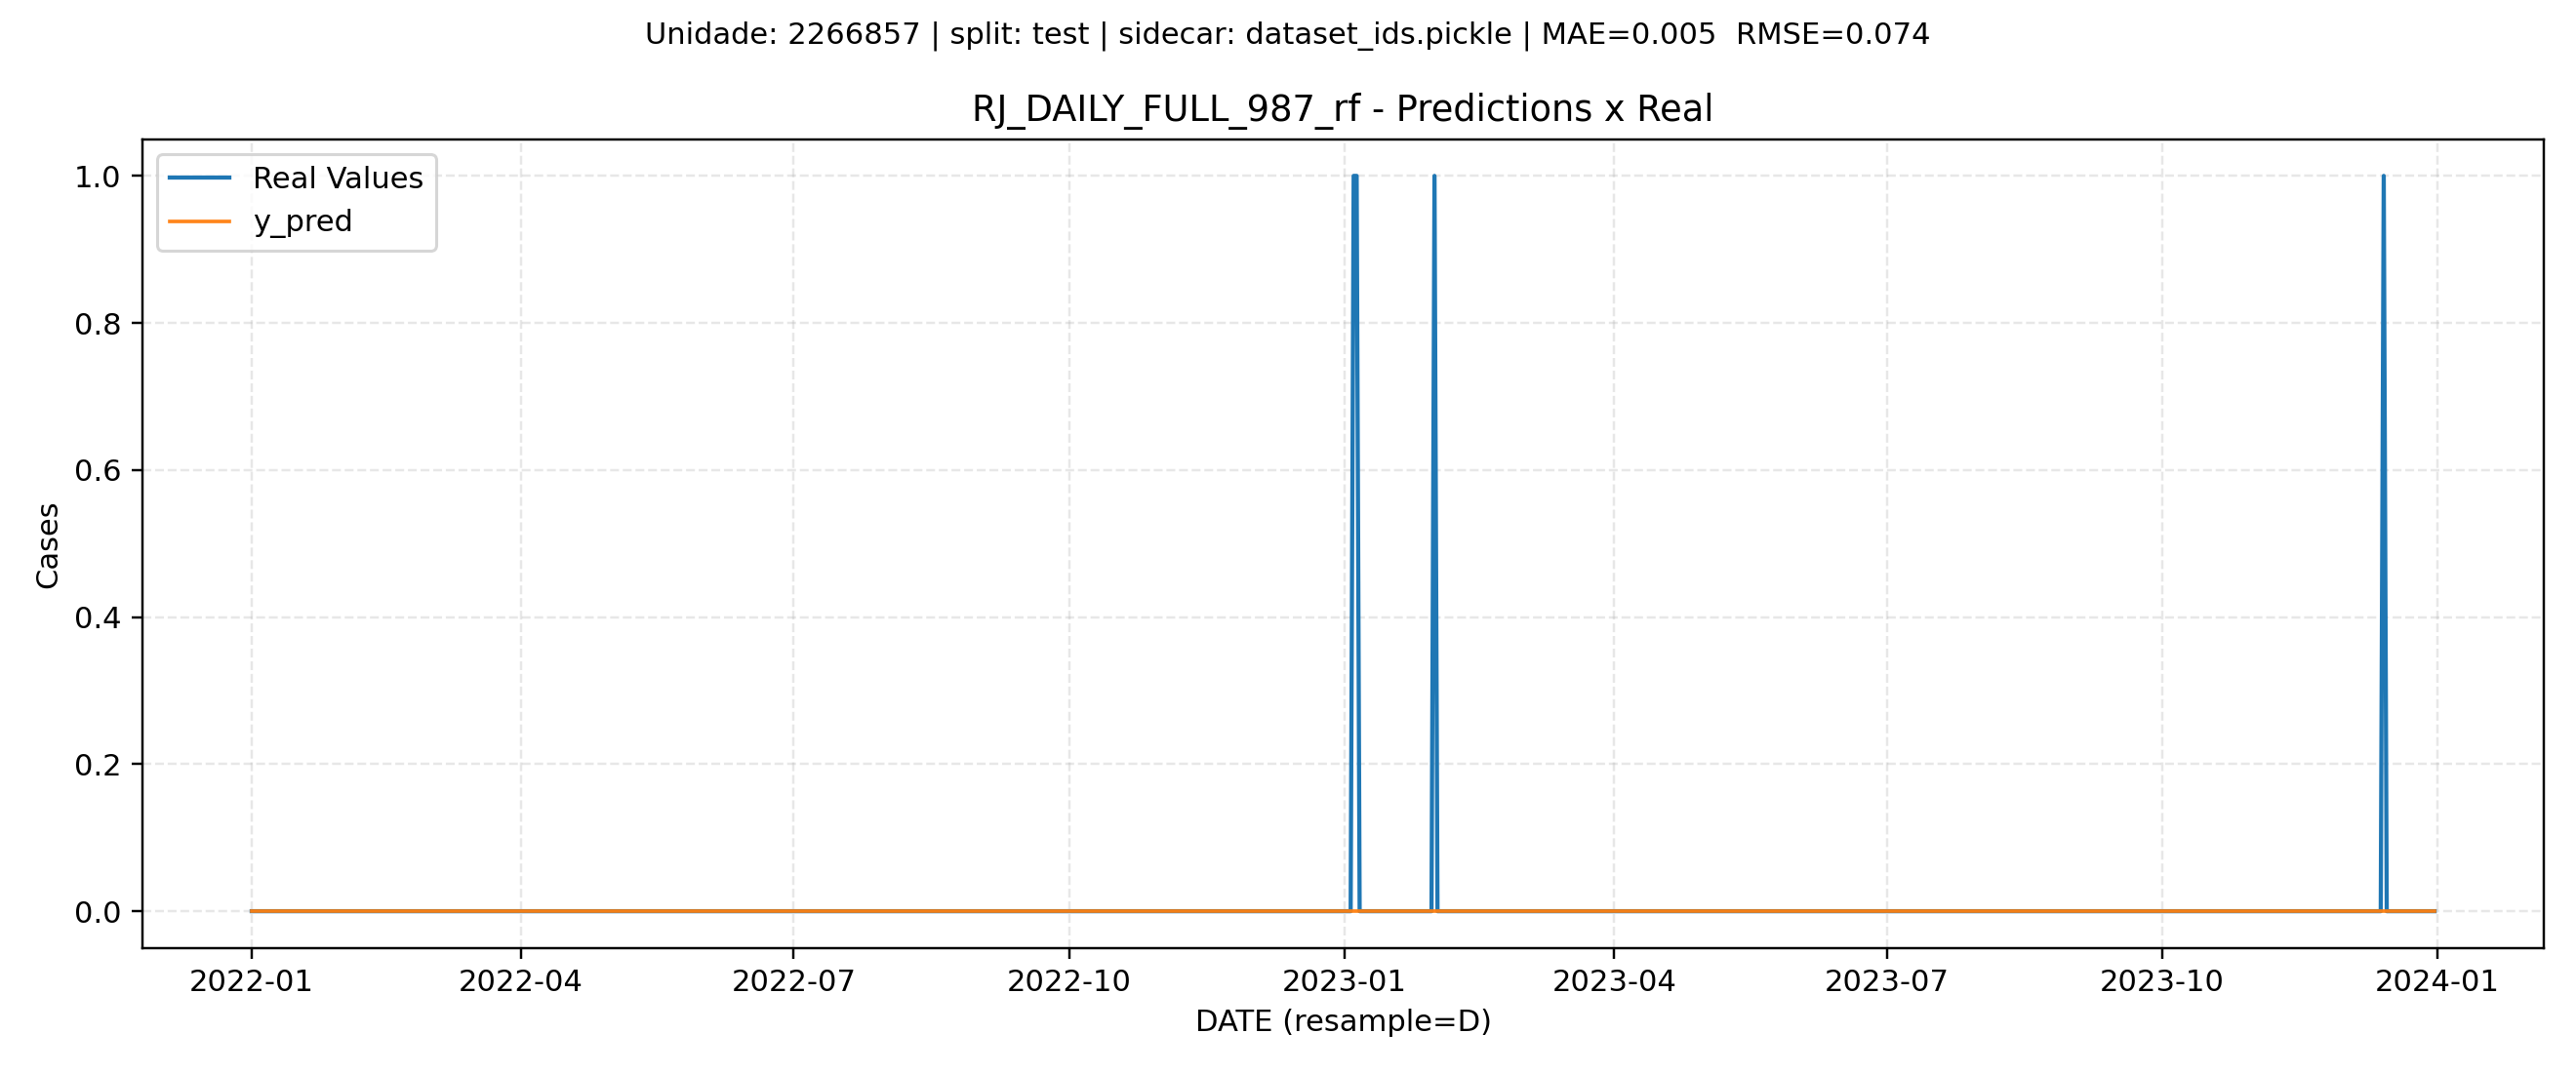 Unidade: 2266857 | split: test | sidecar: dataset_ids.pickle | MAE=0.005  RMSE=0.074
RJ_DAILY_FULL_987_rf - Predictions x Real
Real Values
y_pred
1.0
0.8
0.6
0.4
0.2
0.0
Cases
2022-01 2022-04 2022-07 2022-10 2023-01 2023-04 2023-07 2023-10 2024-01
DATE (resample=D)